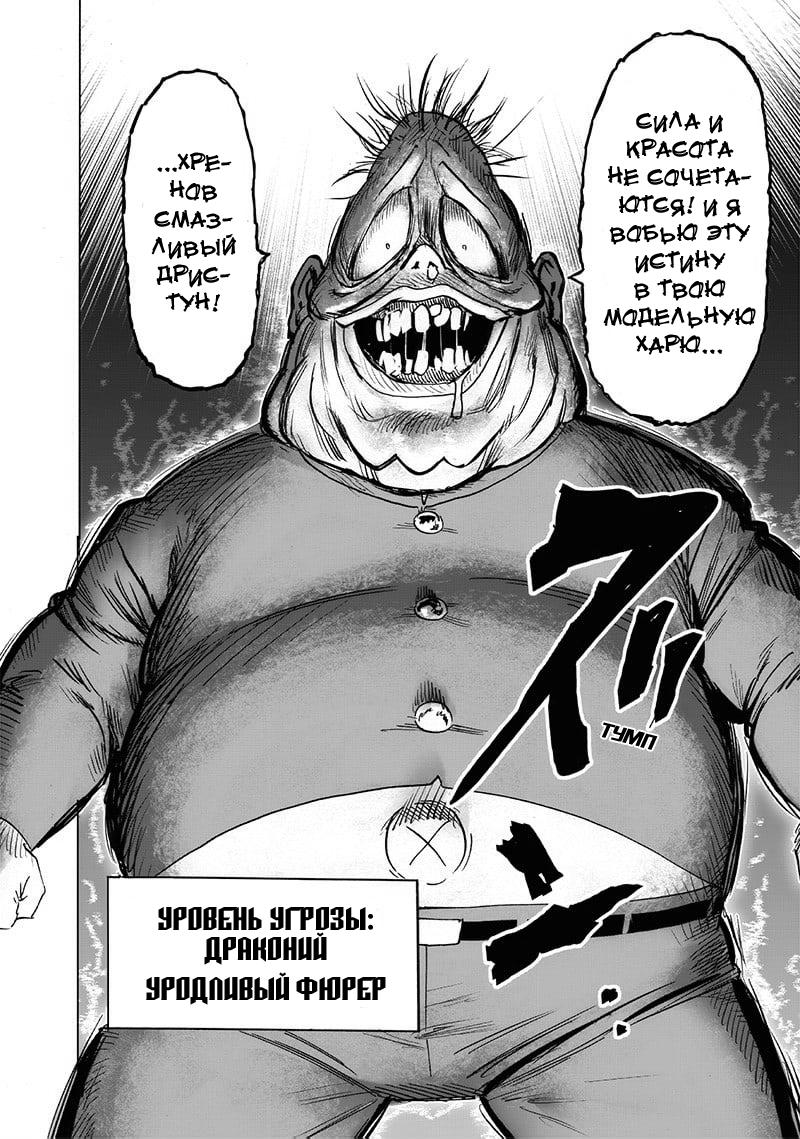 СИЛА И
КРАСОТА
НЕ СОЧЕТА-
ЮТСЯ! И Я
ВОБЬЮ ЭТУ
ИСТИНУ
В ТВОЮ
МОДЕЛЬНУЮ
ХАРЮ...
...ХРЕ-
НОВ
СМАЗ-
ЛИВЫЙ
ДРИС-
ТУН!
ズン
ТУМП
УРОВЕНЬ УГРОЗЫ:
ДРАКОНИЙ
УРОДЛИВЫЙ ФЮРЕР